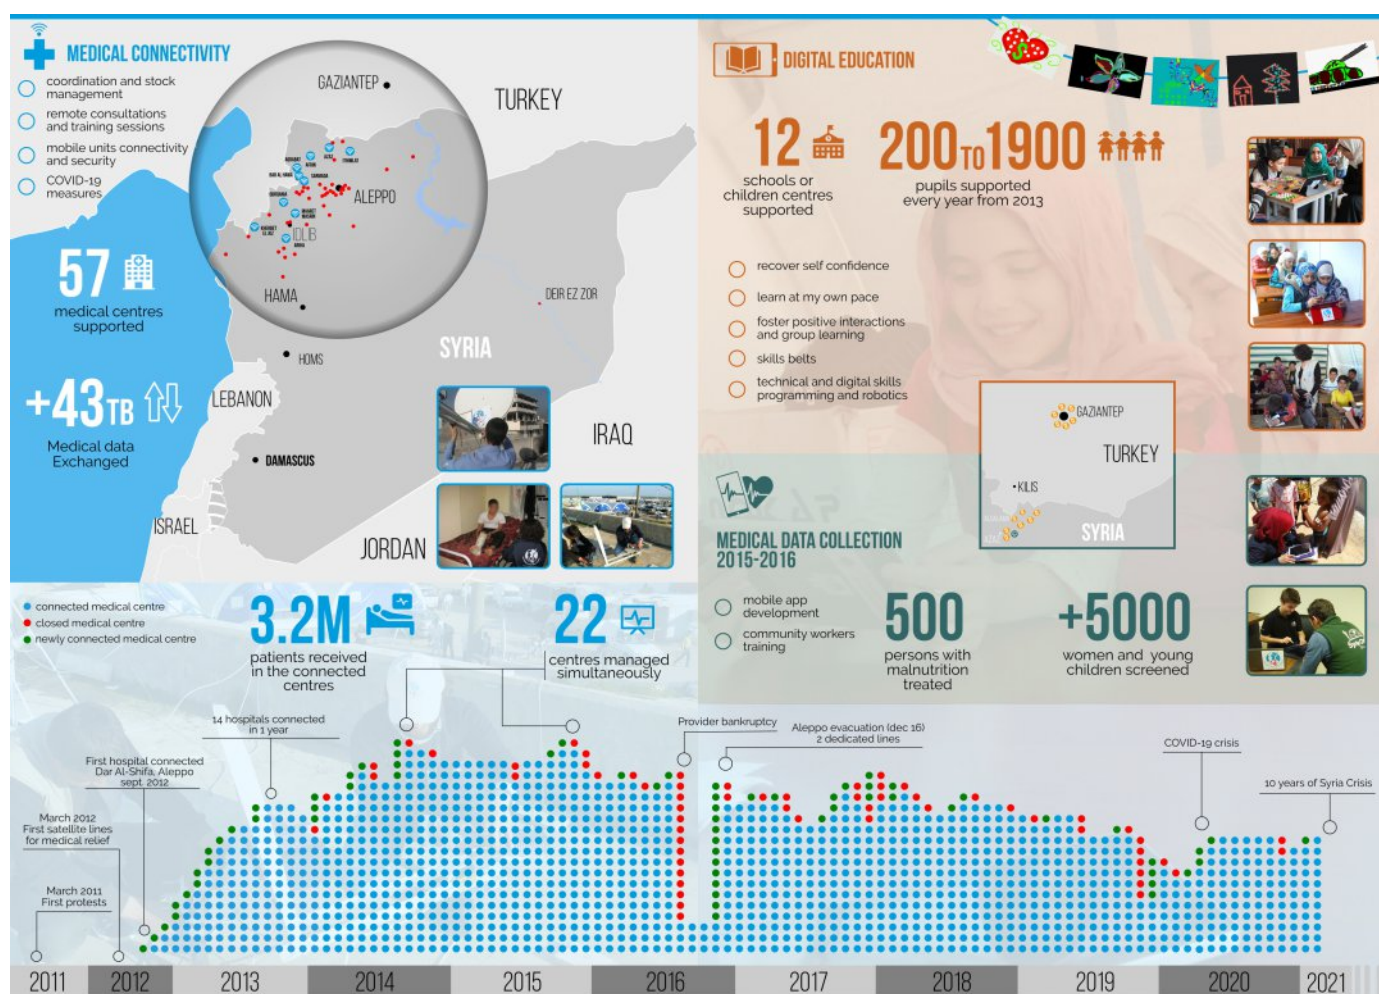 MEDICAL CONNECTIVITY
coordination and stock
management
remote consultations
and training sessions
mobile units connectivity
and security
COVID-19
measures
57
medical centres
supported
+43TB
Medical data
Exchanged
GAZIANTEP
TURKEY
ALEPPO
IDLIB
HAMA
DEIR EZ ZOR
HOMS
SYRIA
LEBANON
IRAQ
DAMASCUS
ISRAEL
JORDAN
DIGITAL EDUCATION
12
schools or
children centres
supported
200 TO 1900
pupils supported
every year from 2013
recover self confidence
learn at my own pace
foster positive interactions
and group learning
skills belts
technical and digital skills
programming and robotics
GAZIANTEP
TURKEY
KILIS
SYRIA
MEDICAL DATA COLLECTION
2015-2016
mobile app
development
community workers
training
500
persons with
malnutrition
treated
+5000
women and young
children screened
connected medical centre
closed medical centre
newly connected medical centre
3.2M
patients received
in the connected
centres
22
centres managed
simultaneously
March 2011
First protests
March 2012
First satellite lines
for medical relief
First hospital connected
Dar Al-Shifa, Aleppo
sept. 2012
14 hospitals connected
in 1 year
Provider bankruptcy
Aleppo evacuation (dec 16)
2 dedicated lines
COVID-19 crisis
10 years of Syria Crisis
2011
2012
2013
2014
2015
2016
2017
2018
2019
2020
2021